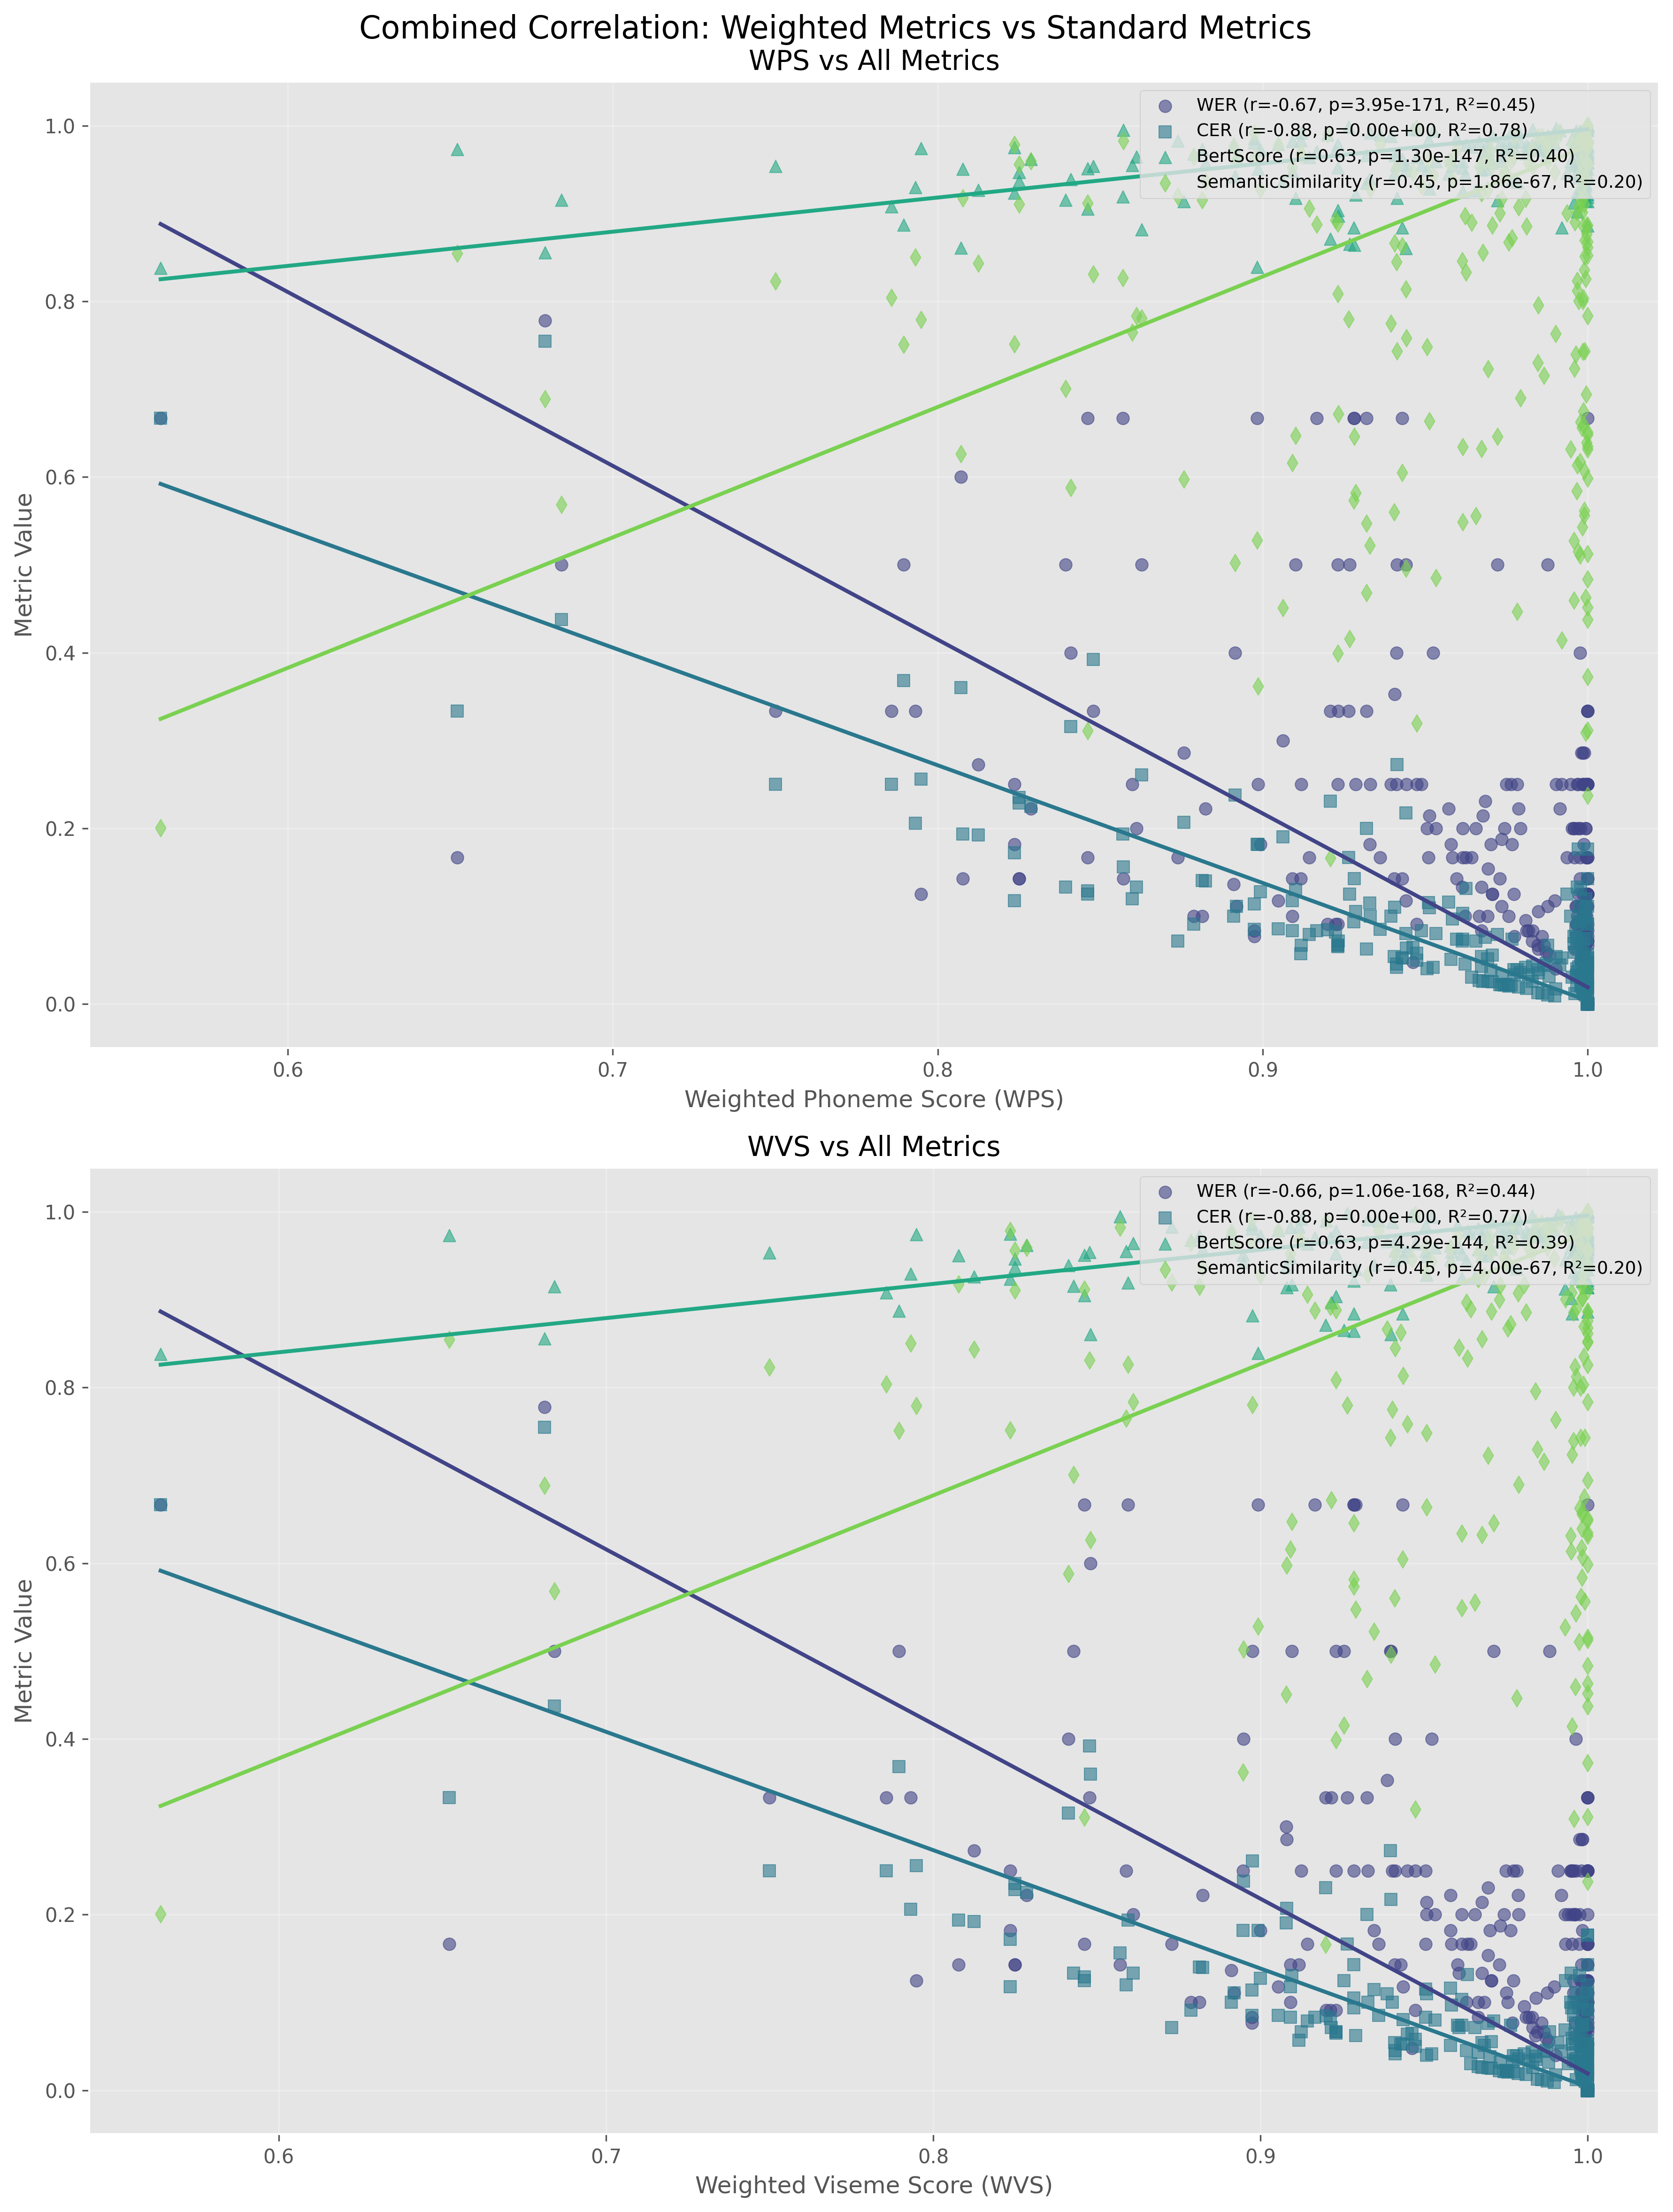 Combined Correlation: Weighted Metrics vs Standard Metrics
WPS vs All Metrics
WER (r=-0.67, p=3.95e-171, R²=0.45)
CER (r=-0.88, p=0.00e+00, R²=0.78)
BertScore (r=0.63, p=1.30e-147, R²=0.40)
SemanticSimilarity (r=0.45, p=1.86e-67, R²=0.20)
1.0
0.8
0.6
0.4
0.2
0.0
Metric Value
0.6 0.7 0.8 0.9 1.0
Weighted Phoneme Score (WPS)
WVS vs All Metrics
WER (r=-0.66, p=1.06e-168, R²=0.44)
CER (r=-0.88, p=0.00e+00, R²=0.77)
BertScore (r=0.63, p=4.29e-144, R²=0.39)
SemanticSimilarity (r=0.45, p=4.00e-67, R²=0.20)
1.0
0.8
0.6
0.4
0.2
0.0
Metric Value
0.6 0.7 0.8 0.9 1.0
Weighted Viseme Score (WVS)